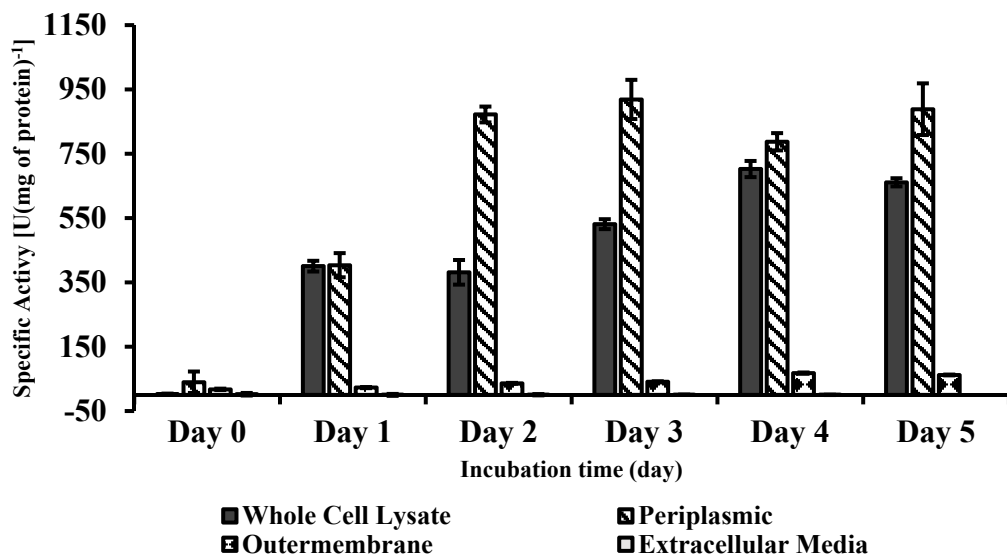 Specific Activy [U(mg of protein)-1]
1150
950
750
550
350
150
-50
Day 0 Day 1 Day 2 Day 3 Day 4 Day 5
Incubation time (day)
Whole Cell Lysate Periplasmic
Outermembrane Extracellular Media